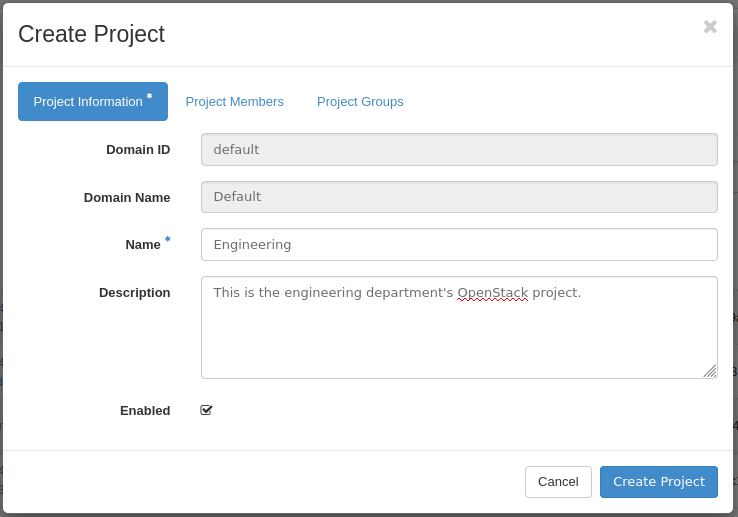 Create Project
Project Information *
Project Members
Project Groups
Domain ID
default
Domain Name
Default
Name *
Engineering
Description
This is the engineering department's OpenStack project.
Enabled
Cancel
Create Project